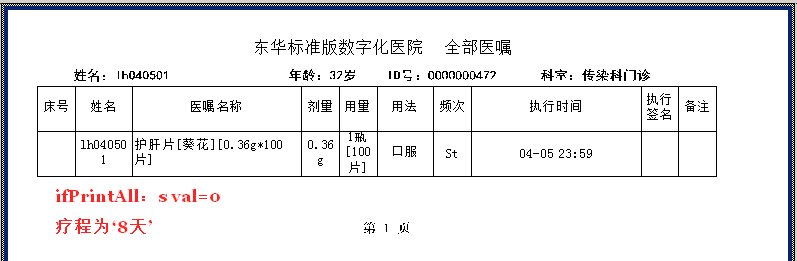 东华标准版数字化医院 全部医嘱
姓名：lh040501 年龄：32岁 ID号：0000000472 科室：传染科门诊
床号 姓名 医嘱名称 剂量 用量 用法 频次 执行时间 执行签名 备注
lh040501 护肝片[葵花][0.36g*100片] 0.36g 1瓶[100片] 口服 St 04-05 23:59
ifPrintAll：s val=0
疗程为‘8天’
第 1 页